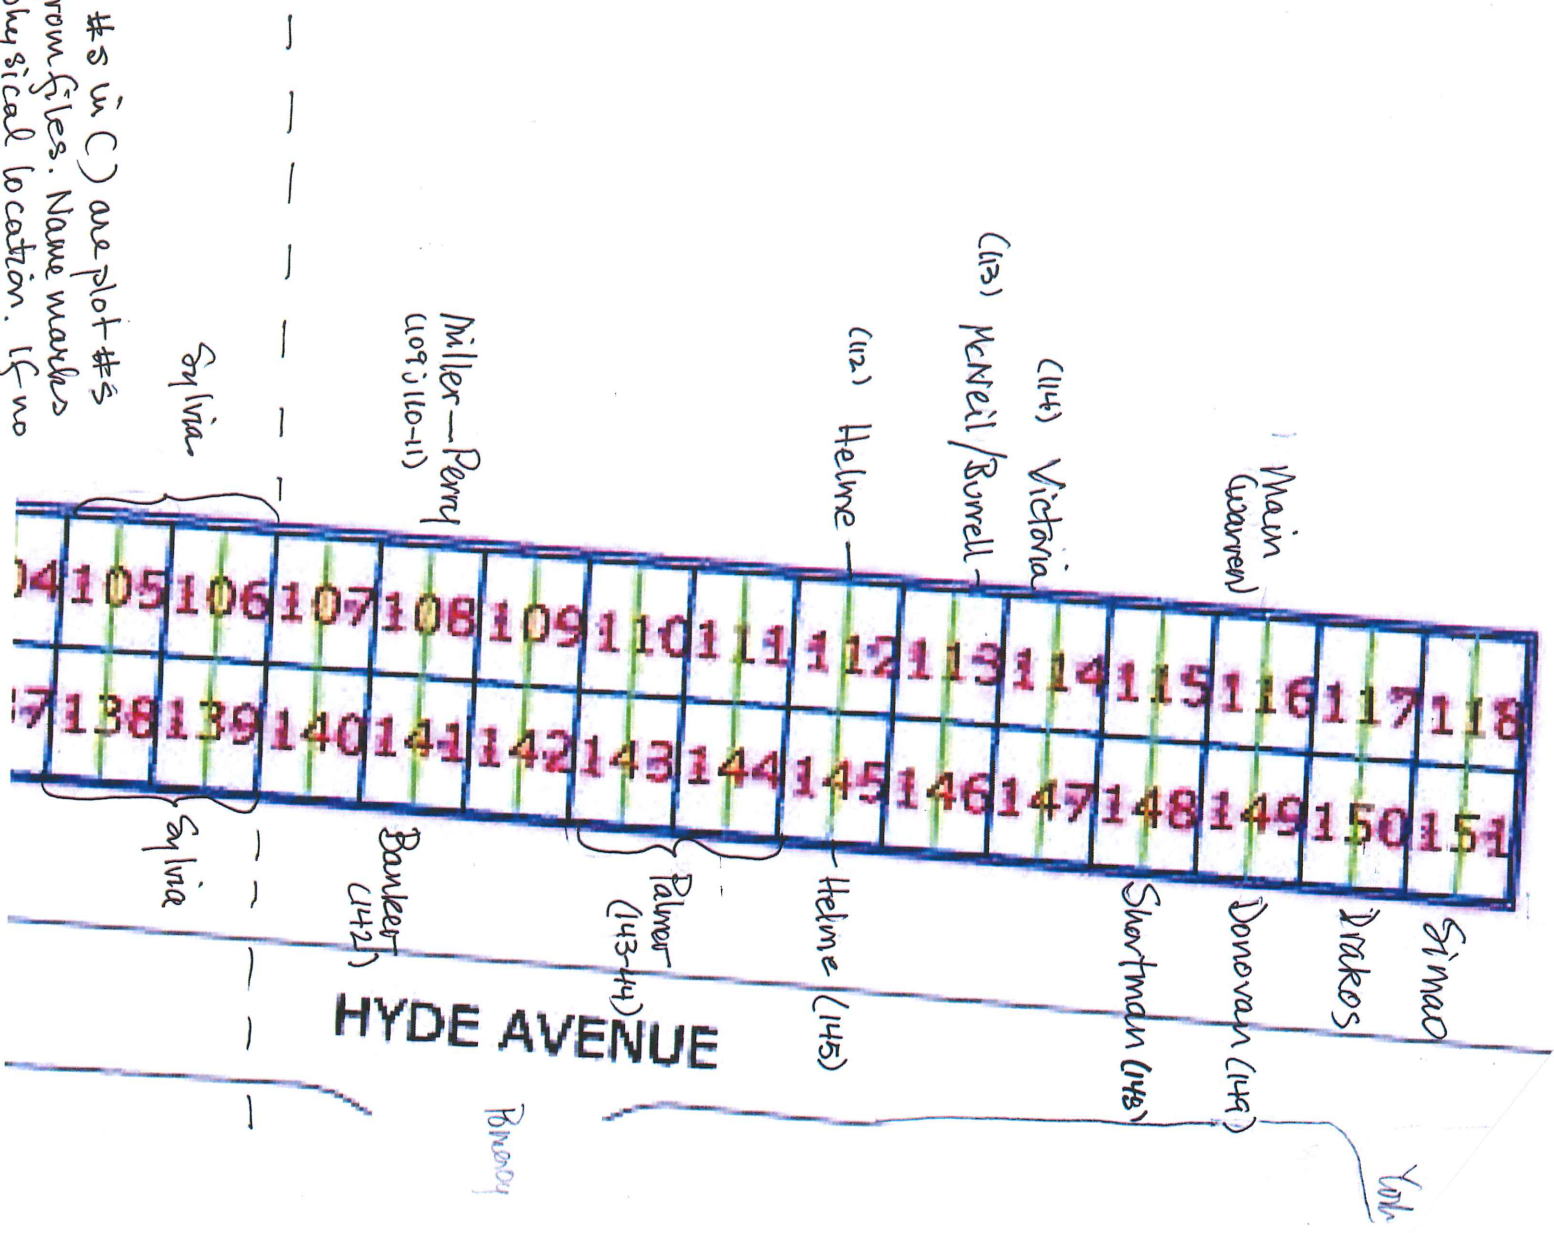 #s in ( ) are plot #s
from files. Name marks
physical location. If no
Sylvia
Miller-Perry
(109; 110-11)
(112) Helme
(113) McNeil/Burrell
(114) Victoria
Main
(Warren)
04 105 106 107 108 109 110 111 112 113 114 115 116 117 118
37 138 139 140 141 142 143 144 145 146 147 148 149 150 151
Sylvia
Banker
(142)
Palmer
(143-44)
Helme (145)
Shortman (148)
Donovan (149)
Drakos
Simao
HYDE AVENUE
Pomeroy
York